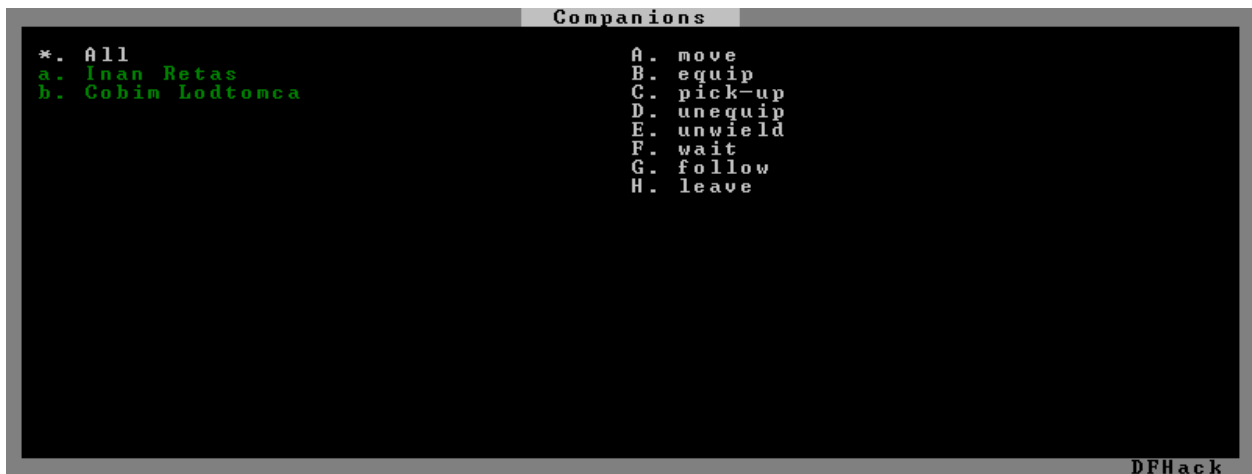 Companions
*. All
a. Inan Retas
b. Cobim Lodtomca
A. move
B. equip
C. pick-up
D. unequip
E. unwield
F. wait
G. follow
H. leave
DFHack